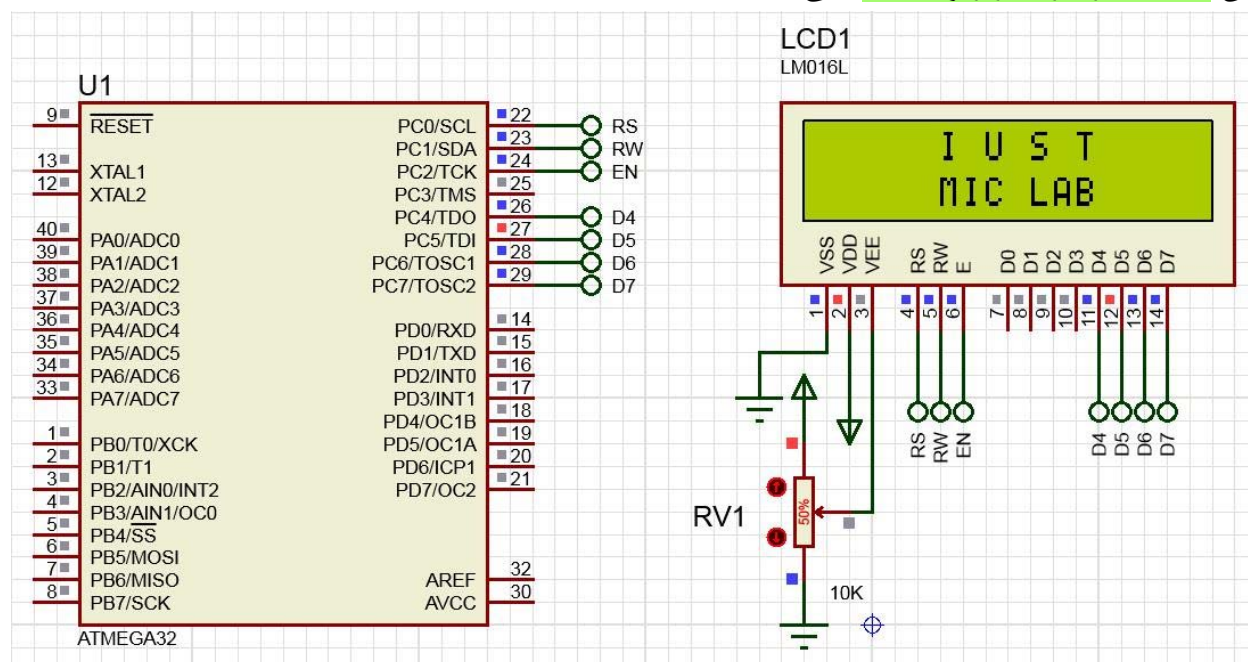 LCD1
LM016L
I U S T
MIC LAB
VSS
VDD
VEE
RS
RW
E
D0
D1
D2
D3
D4
D5
D6
D7
1
2
3
4
5
6
7
8
9
10
11
12
13
14
RS
RW
EN
D4
D5
D6
D7
RV1
50%
10K
U1
9 RESET
13 XTAL1
12 XTAL2
40 PA0/ADC0
39 PA1/ADC1
38 PA2/ADC2
37 PA3/ADC3
36 PA4/ADC4
35 PA5/ADC5
34 PA6/ADC6
33 PA7/ADC7
1 PB0/T0/XCK
2 PB1/T1
3 PB2/AIN0/INT2
4 PB3/AIN1/OC0
5 PB4/SS
6 PB5/MOSI
7 PB6/MISO
8 PB7/SCK
PC0/SCL 22 RS
PC1/SDA 23 RW
PC2/TCK 24 EN
PC3/TMS 25
PC4/TDO 26 D4
PC5/TDI 27 D5
PC6/TOSC1 28 D6
PC7/TOSC2 29 D7
PD0/RXD 14
PD1/TXD 15
PD2/INT0 16
PD3/INT1 17
PD4/OC1B 18
PD5/OC1A 19
PD6/ICP1 20
PD7/OC2 21
AREF 32
AVCC 30
ATMEGA32